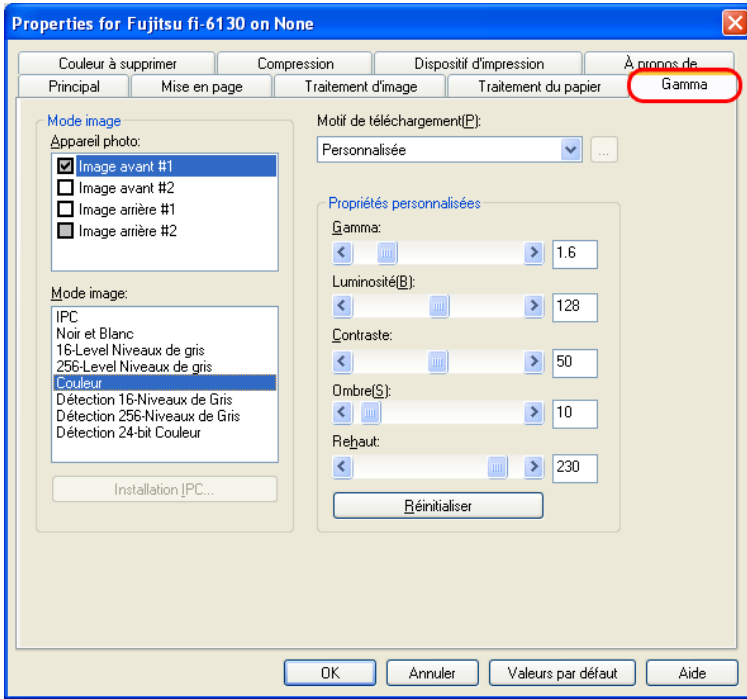 Properties for Fujitsu fi-6130 on None
Couleur à supprimer Compression Dispositif d'impression À propos de
Principal Mise en page Traitement d'image Traitement du papier Gamma
Mode image
Appareil photo:
Image avant #1
Image avant #2
Image arrière #1
Image arrière #2
Mode image:
IPC
Noir et Blanc
16-Level Niveaux de gris
256-Level Niveaux de gris
Couleur
Détection 16-Niveaux de Gris
Détection 256-Niveaux de Gris
Détection 24-bit Couleur
Installation IPC...
Motif de téléchargement(P):
Personnalisée ...
Propriétés personnalisées
Gamma:
1.6
Luminosité(B):
128
Contraste:
50
Ombre(S):
10
Rehaut:
230
Réinitialiser
OK Annuler Valeurs par défaut Aide